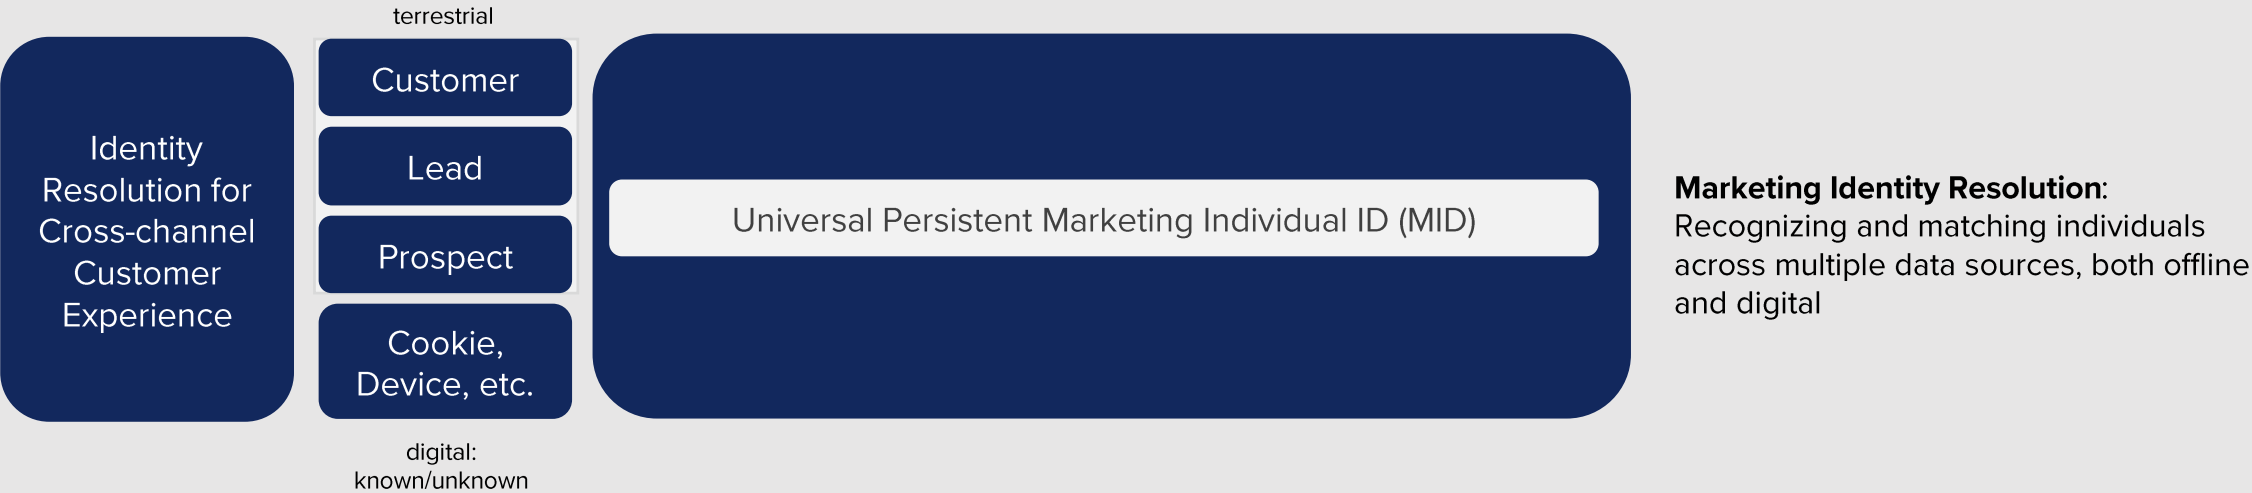 Identity
Resolution for
Cross-channel
Customer
Experience
terrestrial
Customer
Lead
Prospect
Cookie,
Device, etc.
digital:
known/unknown
Universal Persistent Marketing Individual ID (MID)
Marketing Identity Resolution:
Recognizing and matching individuals
across multiple data sources, both offline
and digital